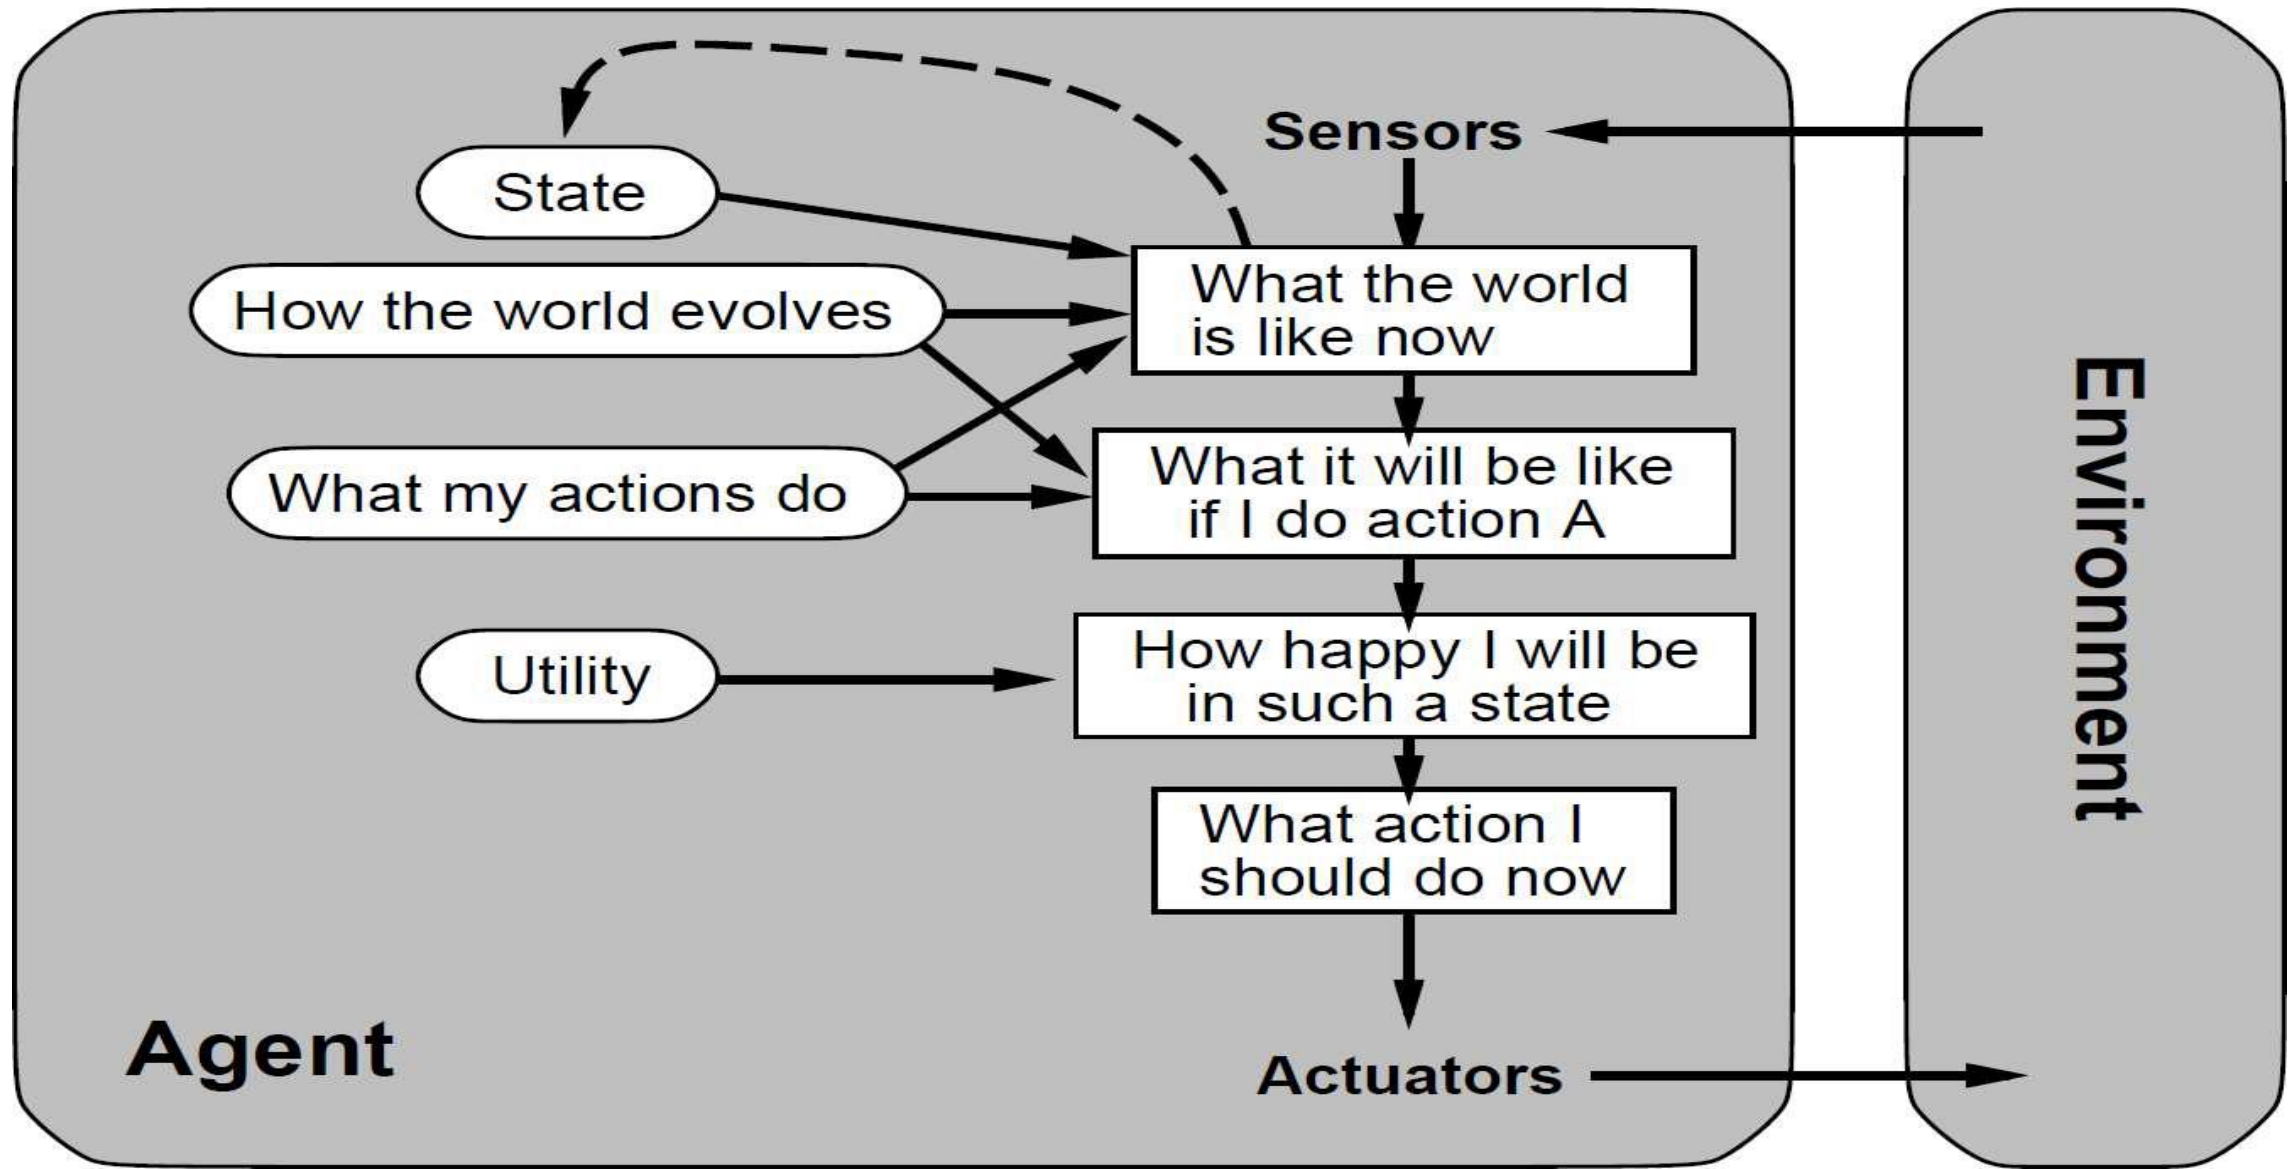 Sensors
State
What the world
is like now
How the world evolves
What it will be like
if I do action A
What my actions do
How happy I will be
in such a state
Utility
What action I
should do now
Agent
Actuators
Environment